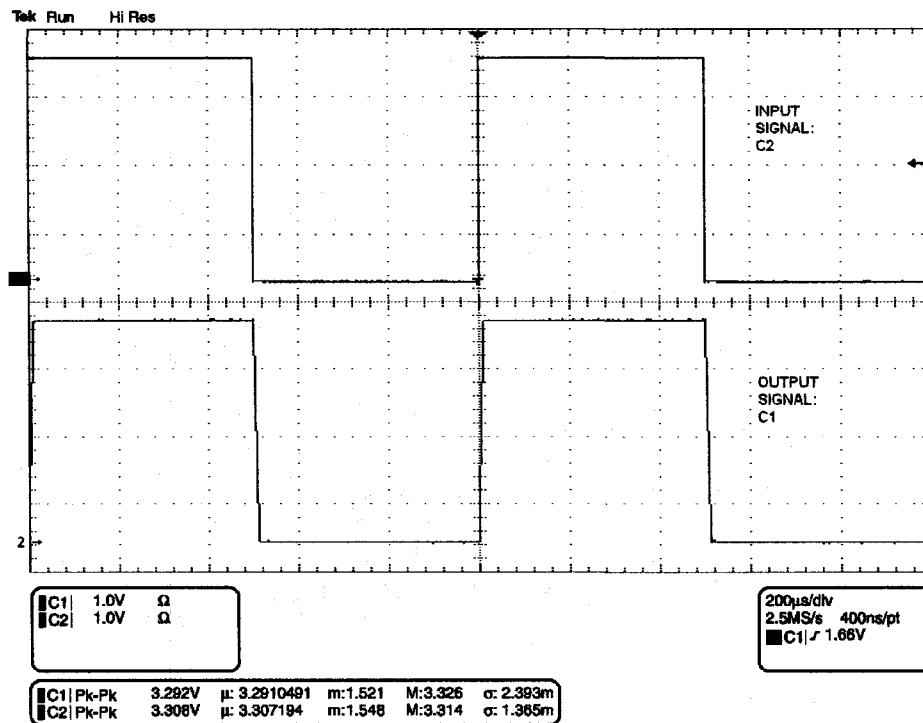 Tek Run Hi Res
INPUT
SIGNAL:
C2
OUTPUT
SIGNAL:
C1
2
C1 1.0V Ω
C2 1.0V Ω
200µs/div
2.5MS/s 400ns/pt
C1 ƒ 1.66V
C1 Pk-Pk 3.292V µ: 3.2910491 m:1.521 M:3.326 σ: 2.393m
C2 Pk-Pk 3.308V µ: 3.307194 m:1.548 M:3.314 σ: 1.365m